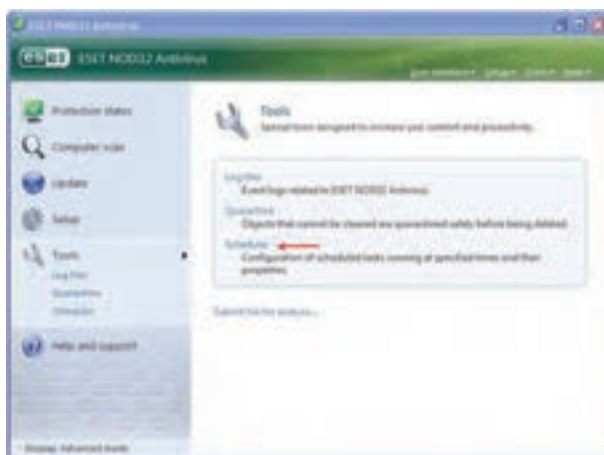 ESET NOD32 Antivirus
eset ESET NOD32 Antivirus
Protection status
Computer scan
Update
Setup
Tools
Log files
Quarantine
Scheduler
Help and support
Tools
Special tools designed to increase your comfort and productivity.
Log files
Event logs related to ESET NOD32 Antivirus.
Quarantine
Objects that cannot be cleaned are quarantined safely before being deleted.
Scheduler
Configuration of scheduled tasks running at specified times and their
properties.
Submit file for analysis...
Display: Advanced mode